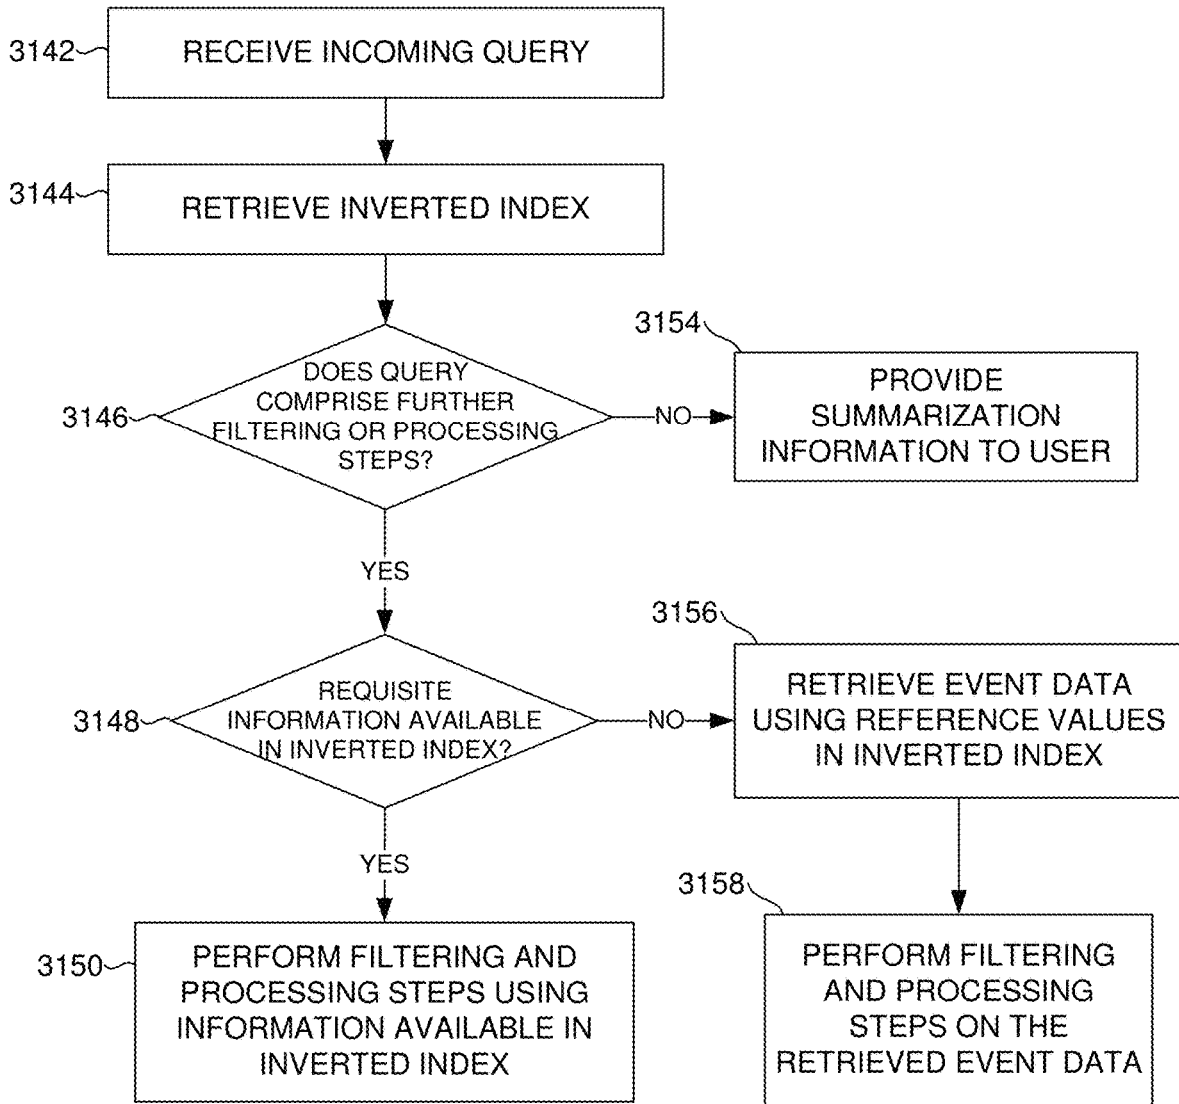 3142
RECEIVE INCOMING QUERY
3144
RETRIEVE INVERTED INDEX
3146
DOES QUERY
COMPRISE FURTHER
FILTERING OR PROCESSING
STEPS?
NO
3154
PROVIDE
SUMMARIZATION
INFORMATION TO USER
YES
3148
REQUISITE
INFORMATION AVAILABLE
IN INVERTED INDEX?
NO
3156
RETRIEVE EVENT DATA
USING REFERENCE VALUES
IN INVERTED INDEX
YES
3150
PERFORM FILTERING AND
PROCESSING STEPS USING
INFORMATION AVAILABLE IN
INVERTED INDEX
3158
PERFORM FILTERING
AND PROCESSING
STEPS ON THE
RETRIEVED EVENT DATA